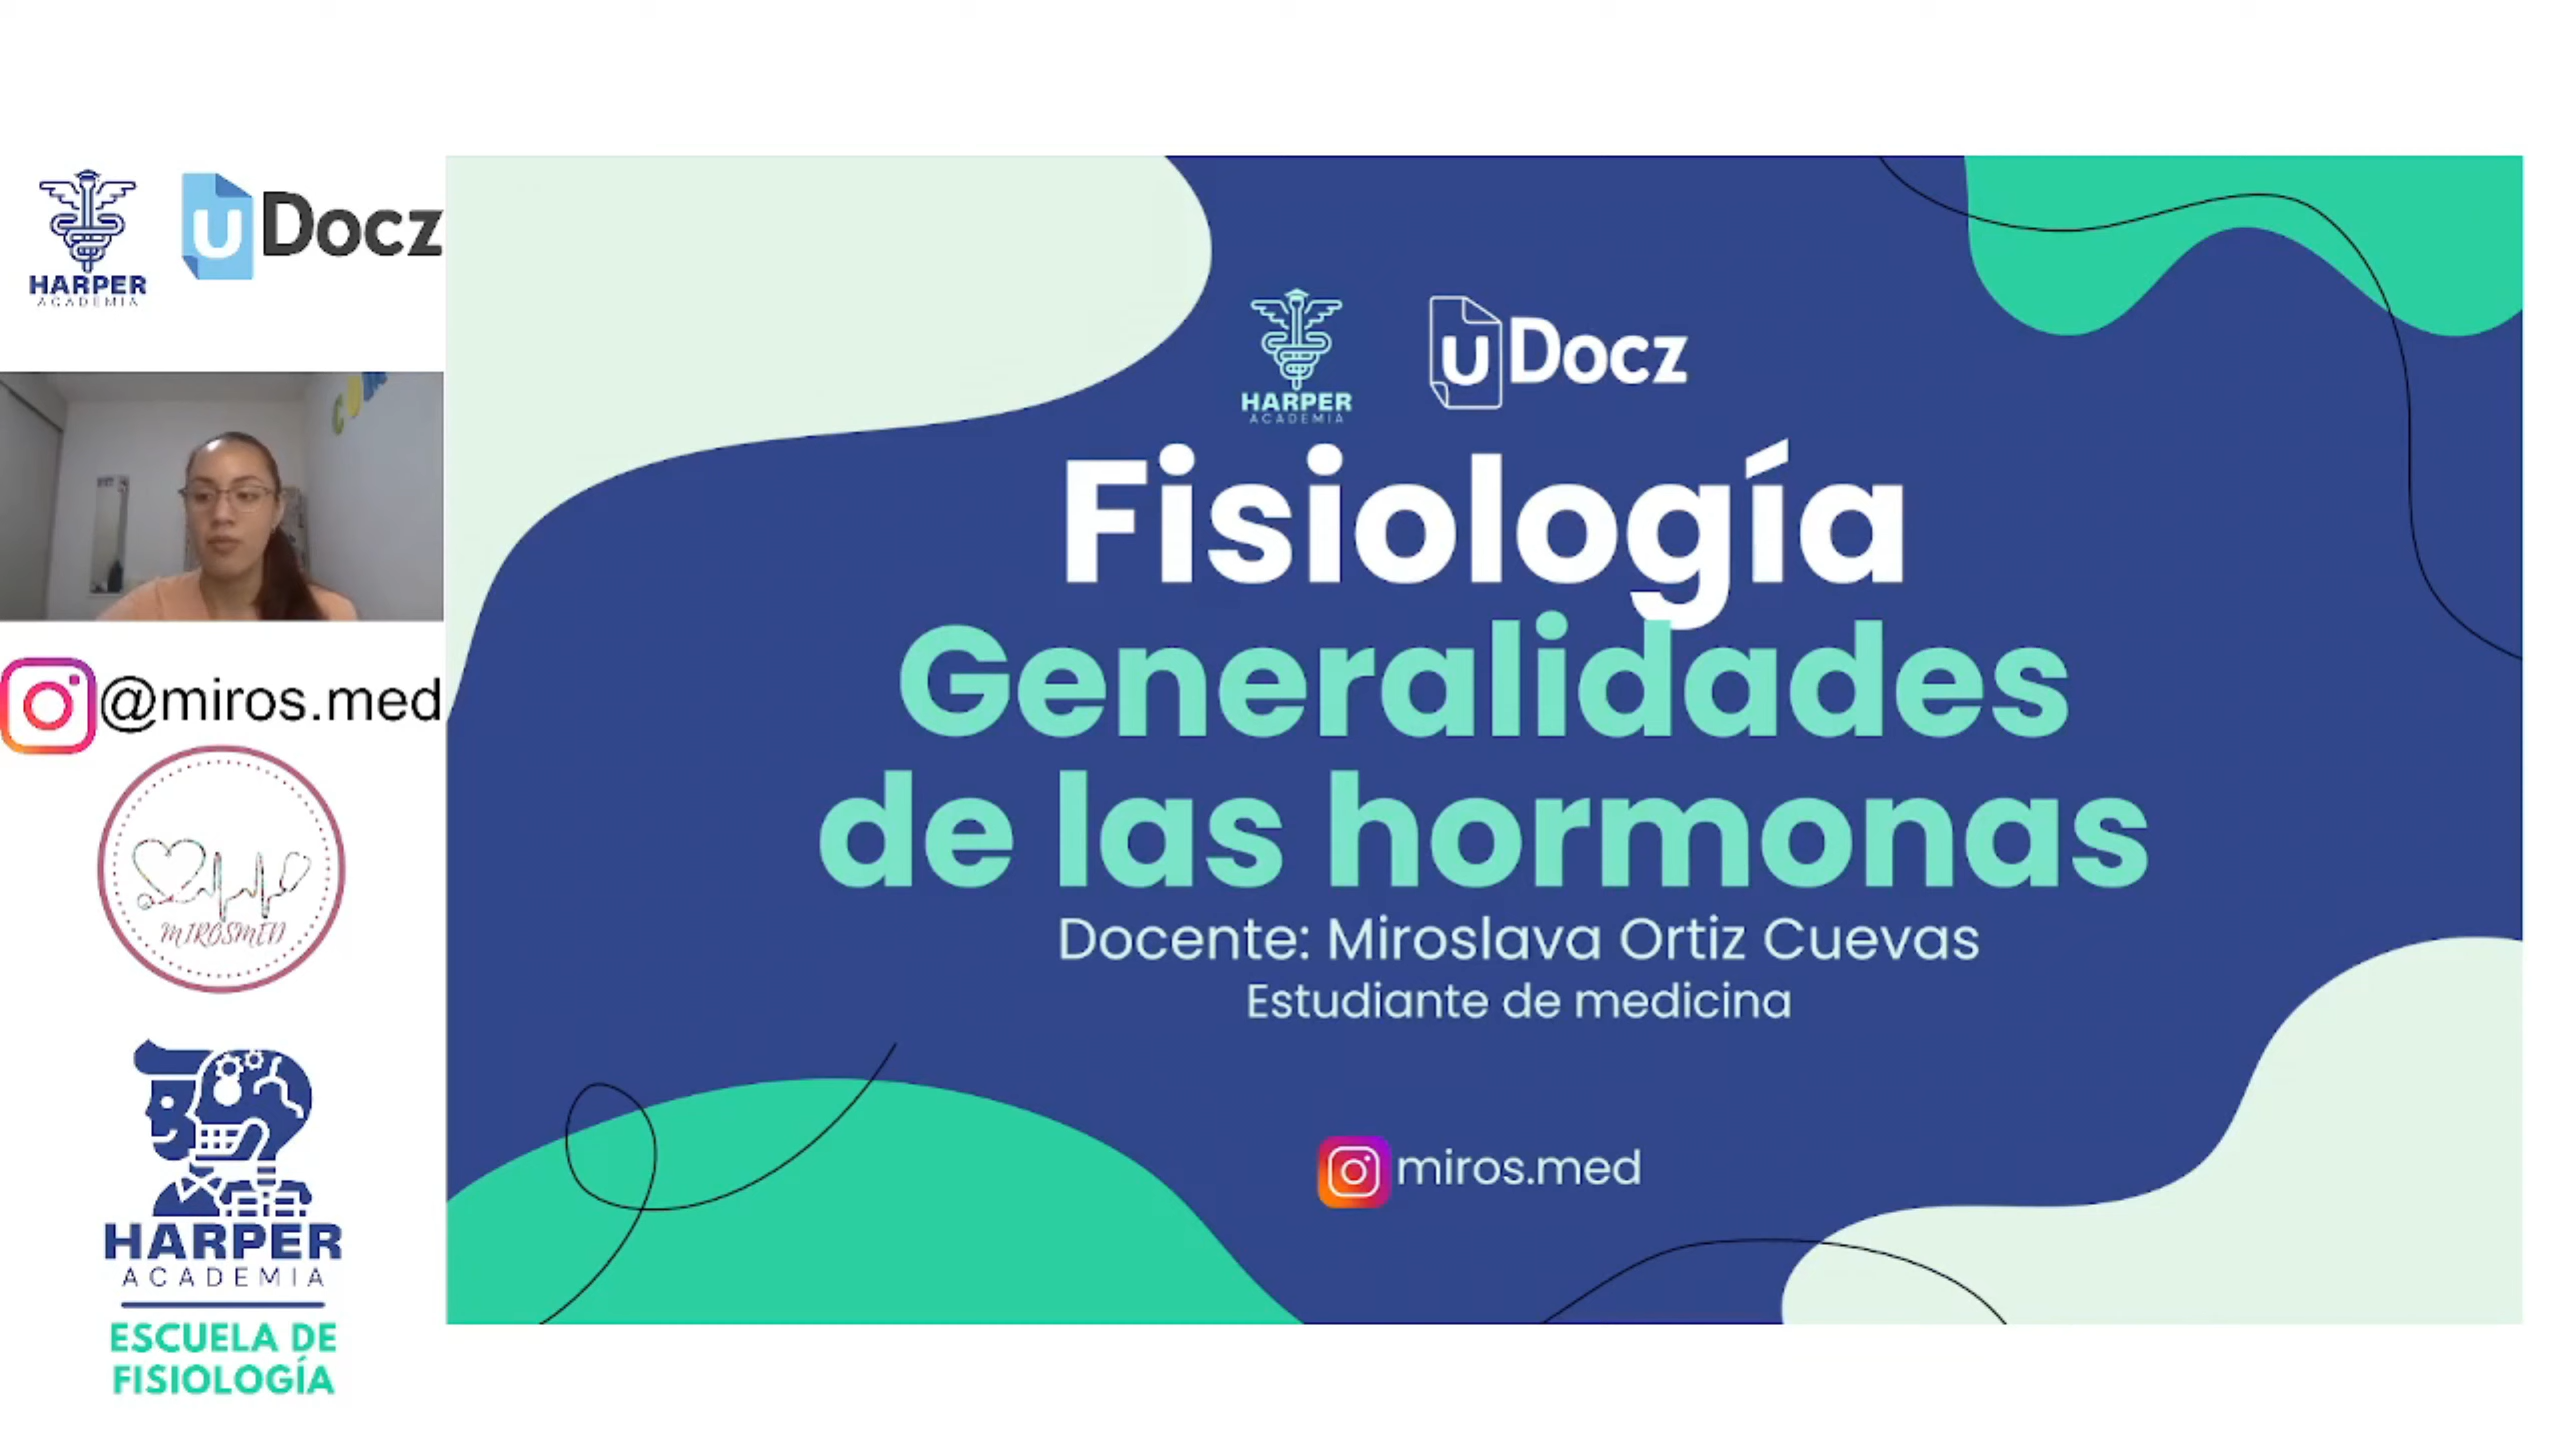 HARPER
ACADEMIA
uDocz
@miros.med
MIROSMED
HARPER
ACADEMIA
ESCUELA DE
FISIOLOGÍA
HARPER
ACADEMIA
uDocz
Fisiología
Generalidades
de las hormonas
Docente: Miroslava Ortiz Cuevas
Estudiante de medicina
miros.med